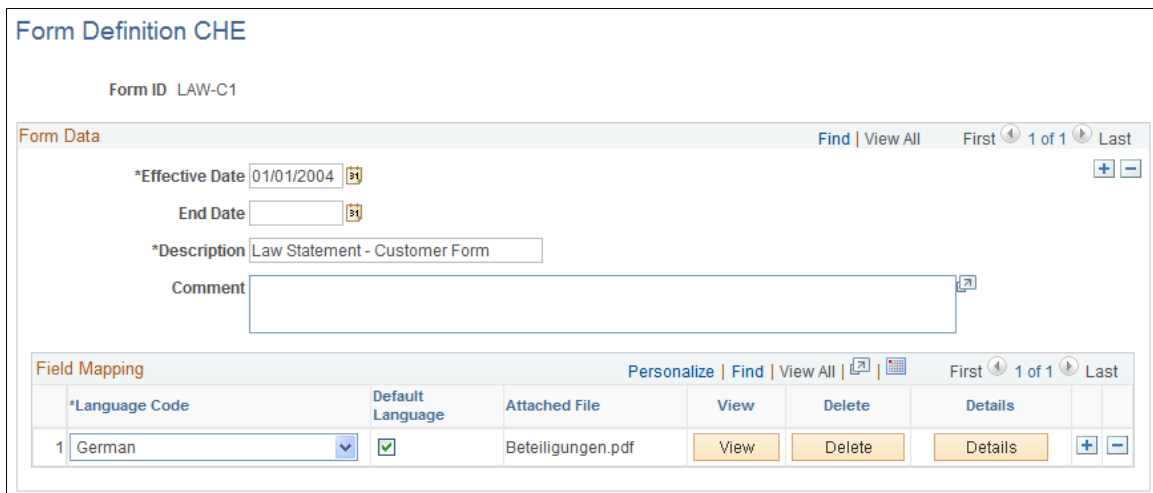 Form Definition CHE
Form ID LAW-C1
Form Data Find | View All First 1 of 1 Last
*Effective Date 01/01/2004
End Date
*Description Law Statement - Customer Form
Comment
Field Mapping Personalize | Find | View All | | First 1 of 1 Last
*Language Code Default Language Attached File View Delete Details
1 German Beteiligungen.pdf View Delete Details